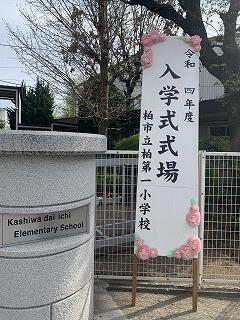 令和 四年度
入学式式場
柏市立柏第一小学校
Kashiwa dai ichi
Elementary School